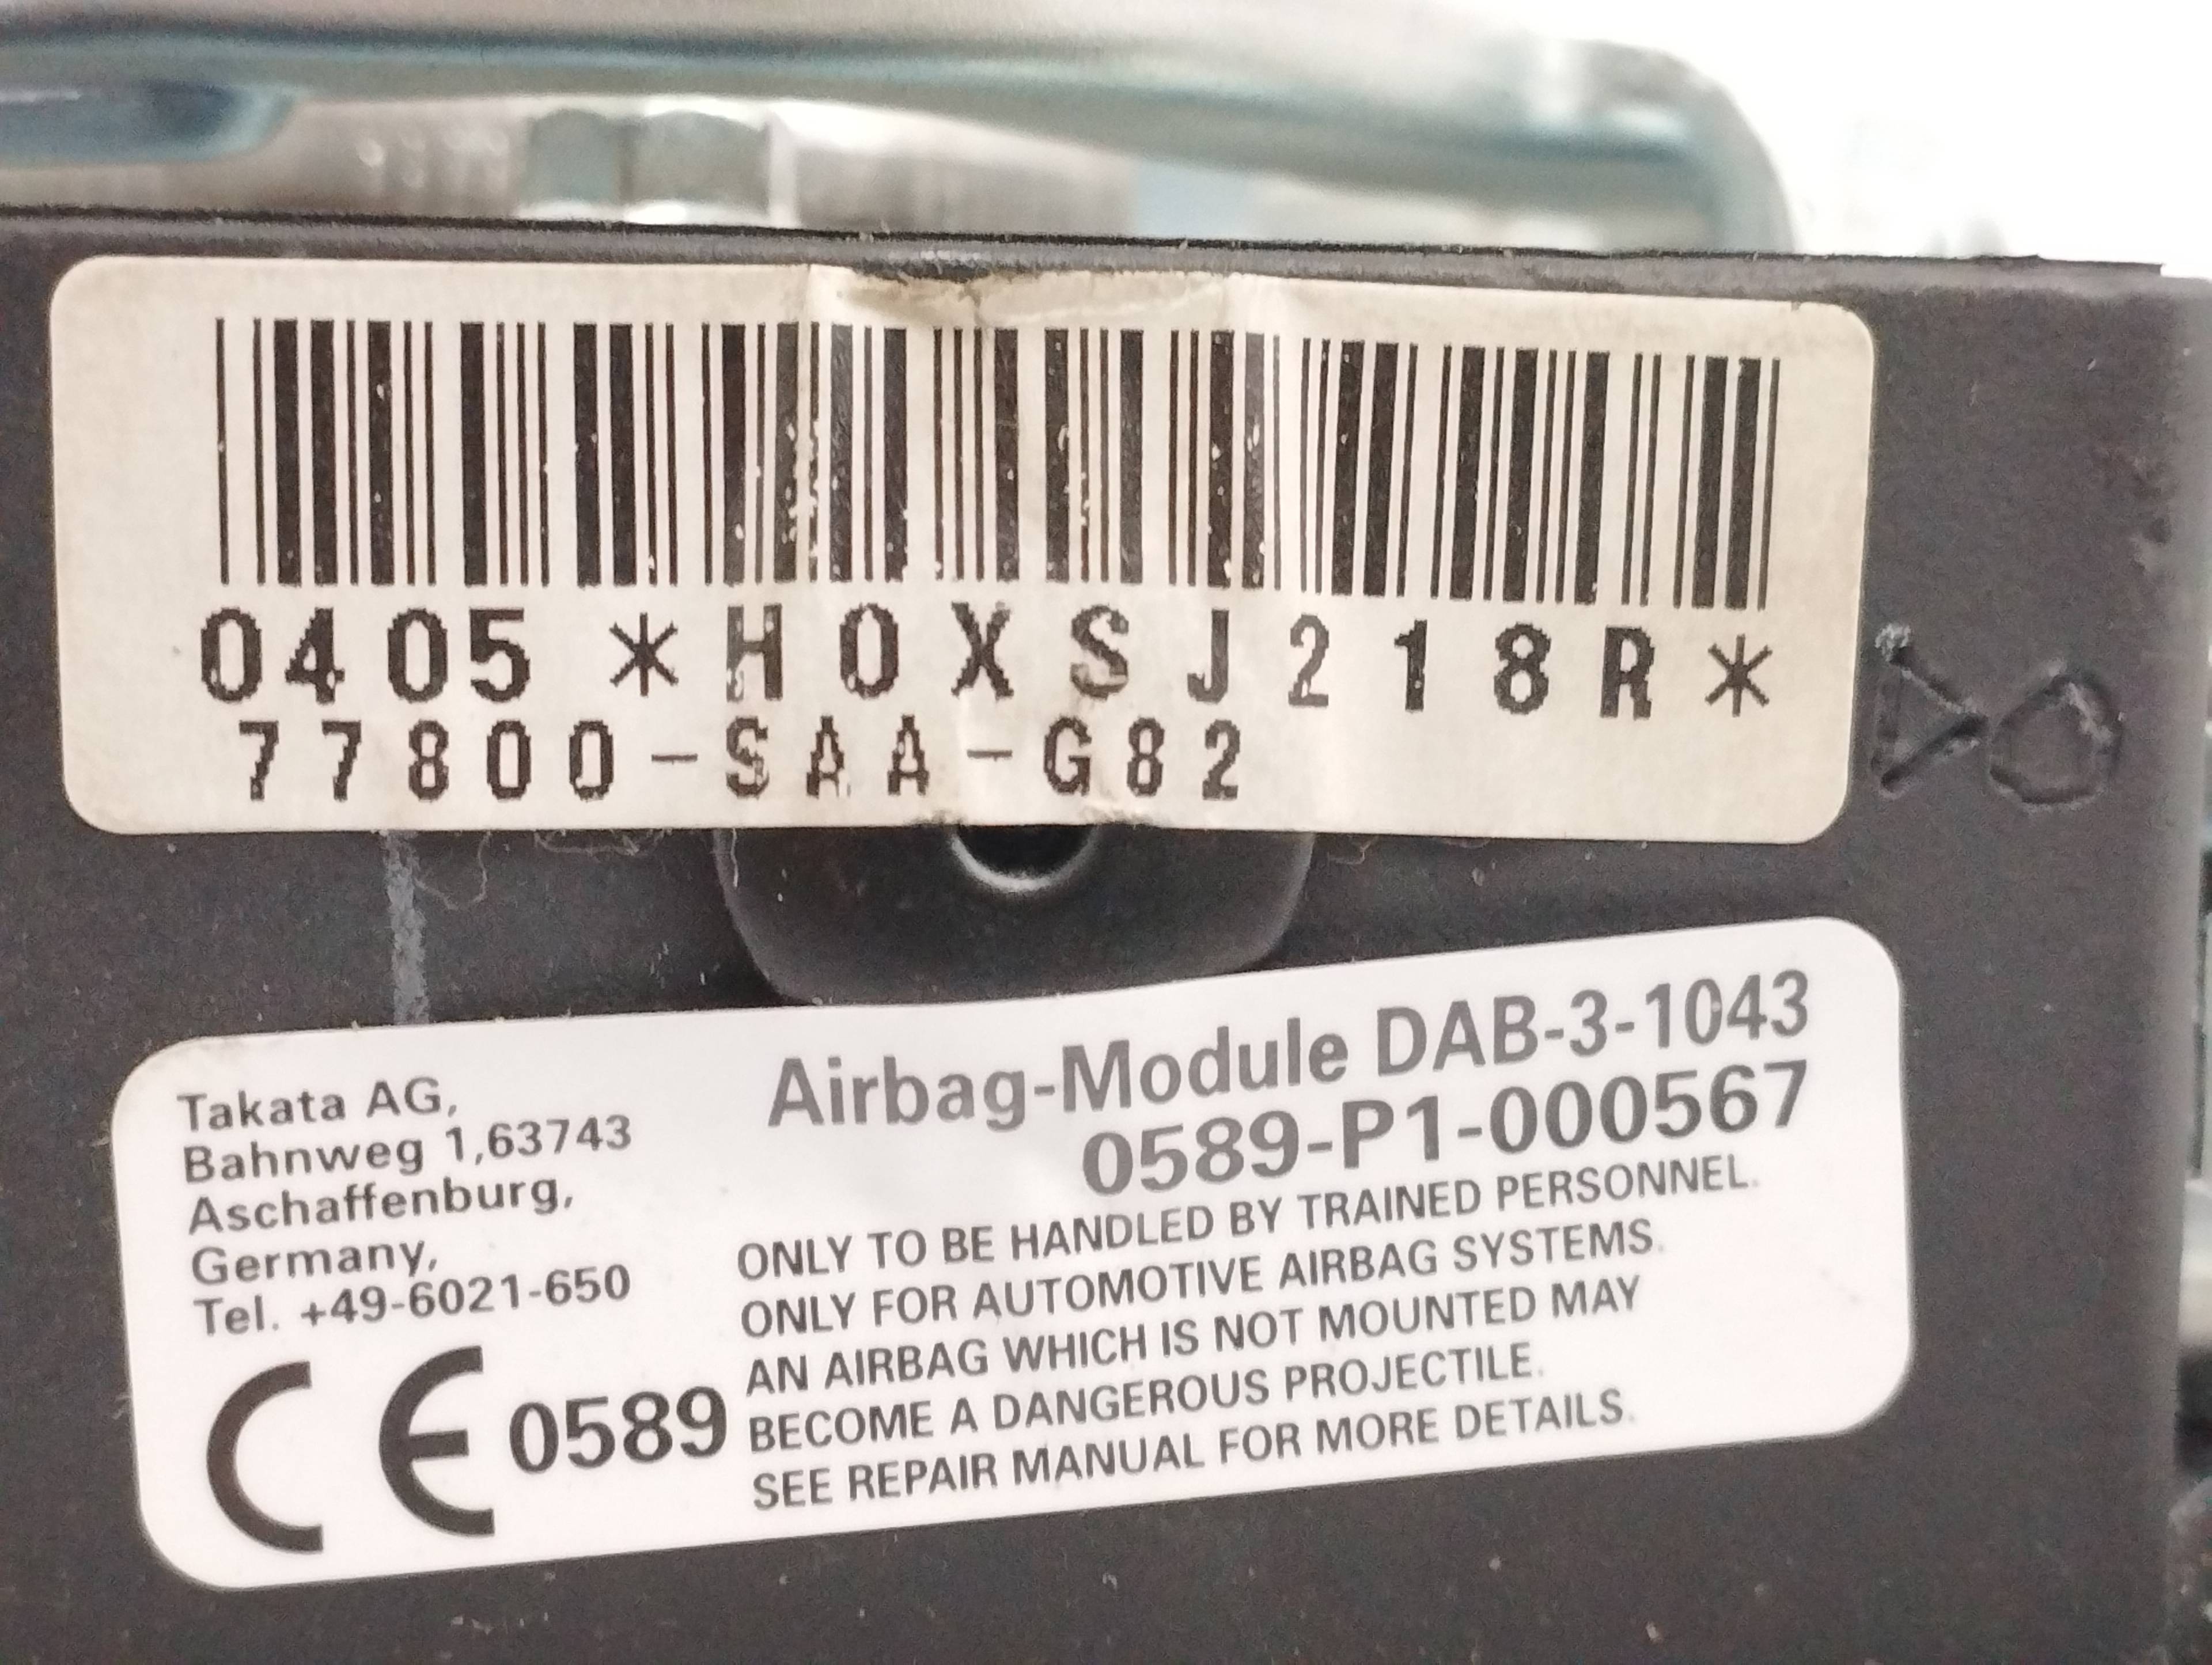 0405*H0XSJ218R*
77800-SAA-G82
Takata AG,
Bahnweg 1,63743
Aschaffenburg,
Germany,
Tel. +49-6021-650
CE 0589
Airbag-Module DAB-3-1043
0589-P1-000567
ONLY TO BE HANDLED BY TRAINED PERSONNEL.
ONLY FOR AUTOMOTIVE AIRBAG SYSTEMS.
AN AIRBAG WHICH IS NOT MOUNTED MAY
BECOME A DANGEROUS PROJECTILE.
SEE REPAIR MANUAL FOR MORE DETAILS.